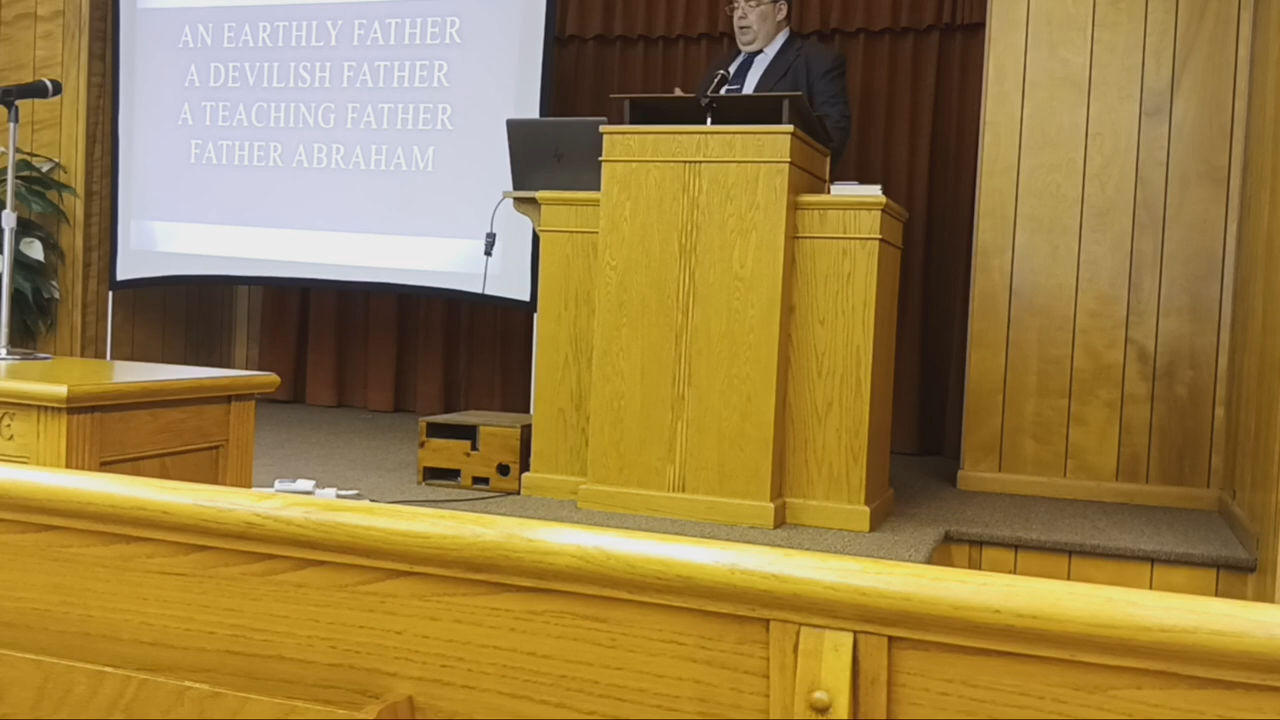 AN EARTHLY FATHER
A DEVILISH FATHER
A TEACHING FATHER
FATHER ABRAHAM